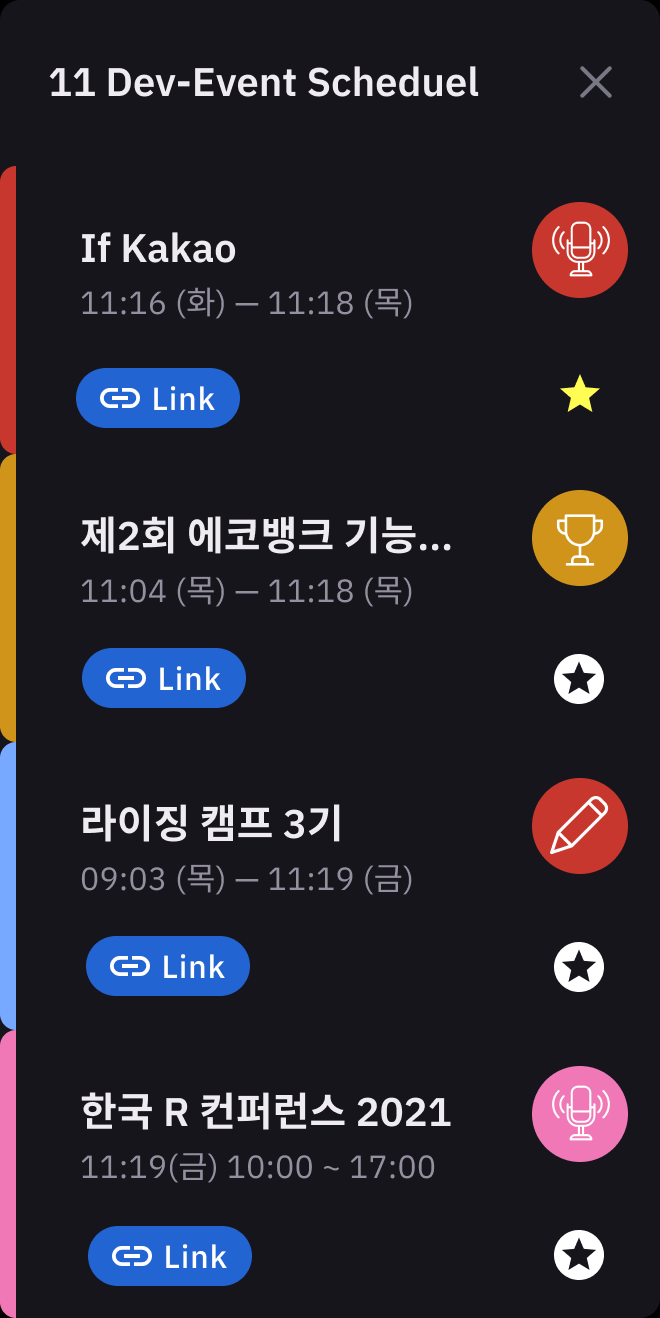 11 Dev-Event Scheduel
If Kakao
11:16 (화) — 11:18 (목)
Link
제2회 에코뱅크 기능...
11:04 (목) — 11:18 (목)
Link
라이징 캠프 3기
09:03 (목) — 11:19 (금)
Link
한국 R 컨퍼런스 2021
11:19(금) 10:00 ~ 17:00
Link